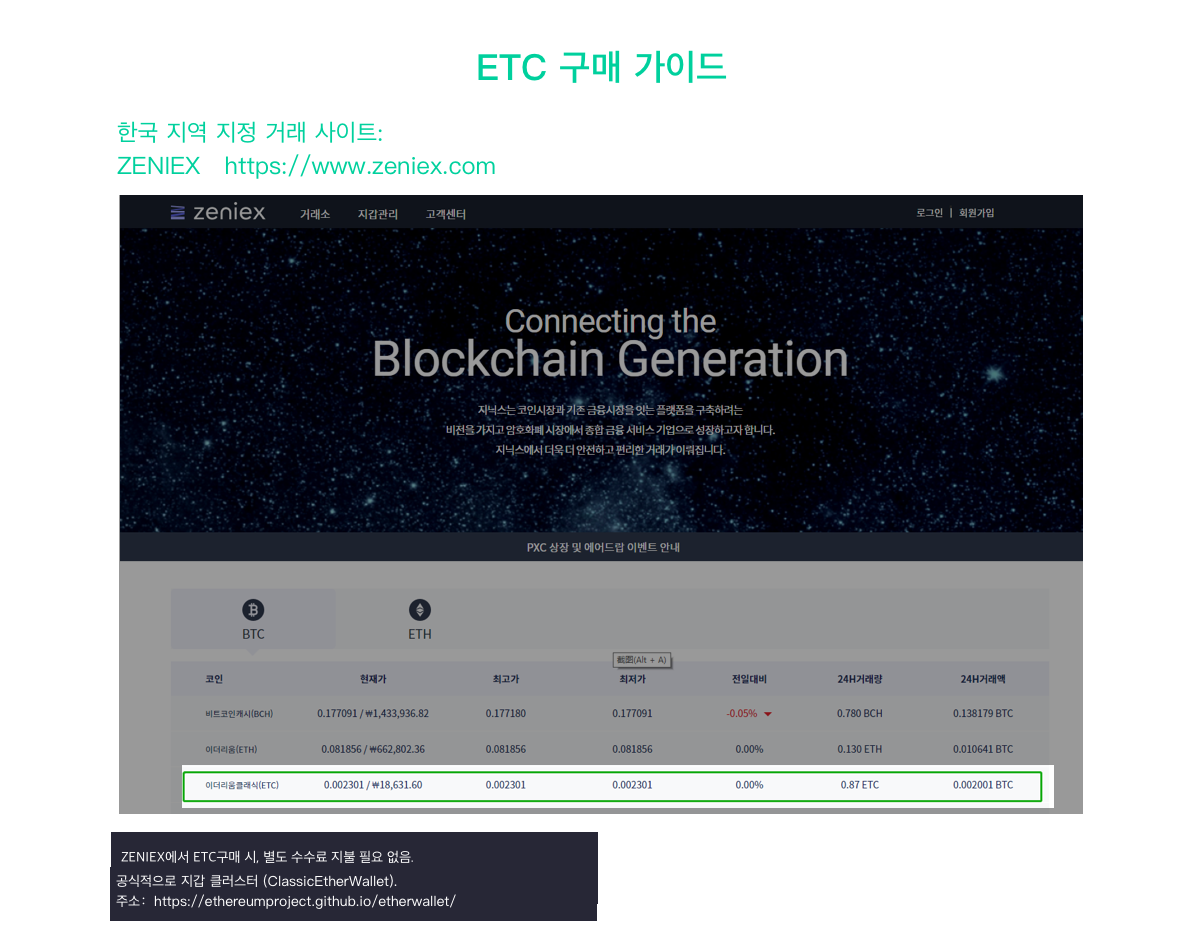 ETC 구매 가이드
한국 지역 지정 거래 사이트:
ZENIEX https://www.zeniex.com
zeniex 거래소 지갑관리 고객센터 로그인 | 회원가입
Connecting the
Blockchain Generation
지닉스는 코인시장과 기존 금융시장을 잇는 플랫폼을 구축하려는
비전을 가지고 암호화폐 시장에서 종합 금융 서비스 기업으로 성장하고자 합니다.
지닉스에서 더욱 더 안전하고 편리한 거래가 이뤄집니다.
PXC 상장 및 에어드랍 이벤트 안내
BTC ETH
截图(Alt + A)
코인 현재가 최고가 최저가 전일대비 24H거래량 24H거래액
비트코인캐시(BCH) 0.177091 / ₩1,433,936.82 0.177180 0.177091 -0.05% 0.780 BCH 0.138179 BTC
이더리움(ETH) 0.081856 / ₩662,802.36 0.081856 0.081856 0.00% 0.130 ETH 0.010641 BTC
이더리움클래식(ETC) 0.002301 / ₩18,631.60 0.002301 0.002301 0.00% 0.87 ETC 0.002001 BTC
ZENIEX에서 ETC구매 시, 별도 수수료 지불 필요 없음.
공식적으로 지갑 클러스터 (ClassicEtherWallet).
주소: https://ethereumproject.github.io/etherwallet/